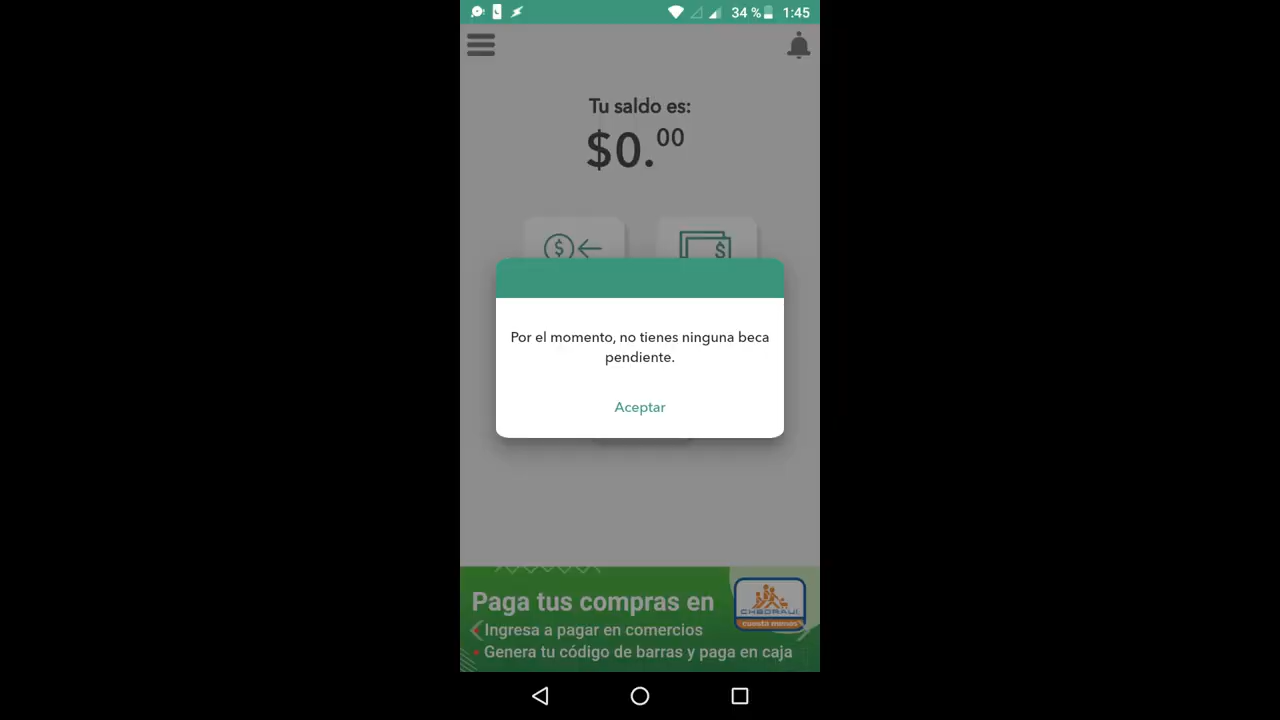 34 % 1:45
Tu saldo es:
$0.00
Por el momento, no tienes ninguna beca
pendiente.
Aceptar
Paga tus compras en
CHEDRAUI
cuesta menos
Ingresa a pagar en comercios
Genera tu código de barras y paga en caja